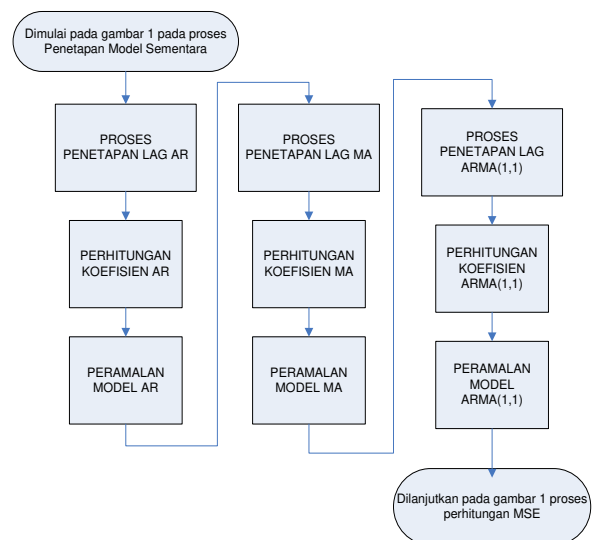 Dimulai pada gambar 1 pada proses
Penetapan Model Sementara
PROSES
PENETAPAN LAG AR
PERHITUNGAN
KOEFISIEN AR
PERAMALAN
MODEL AR
PROSES
PENETAPAN LAG MA
PERHITUNGAN
KOEFISIEN MA
PERAMALAN
MODEL MA
PROSES
PENETAPAN LAG
ARMA(1,1)
PERHITUNGAN
KOEFISIEN
ARMA(1,1)
PERAMALAN
MODEL
ARMA(1,1)
Dilanjutkan pada gambar 1 proses
perhitungan MSE